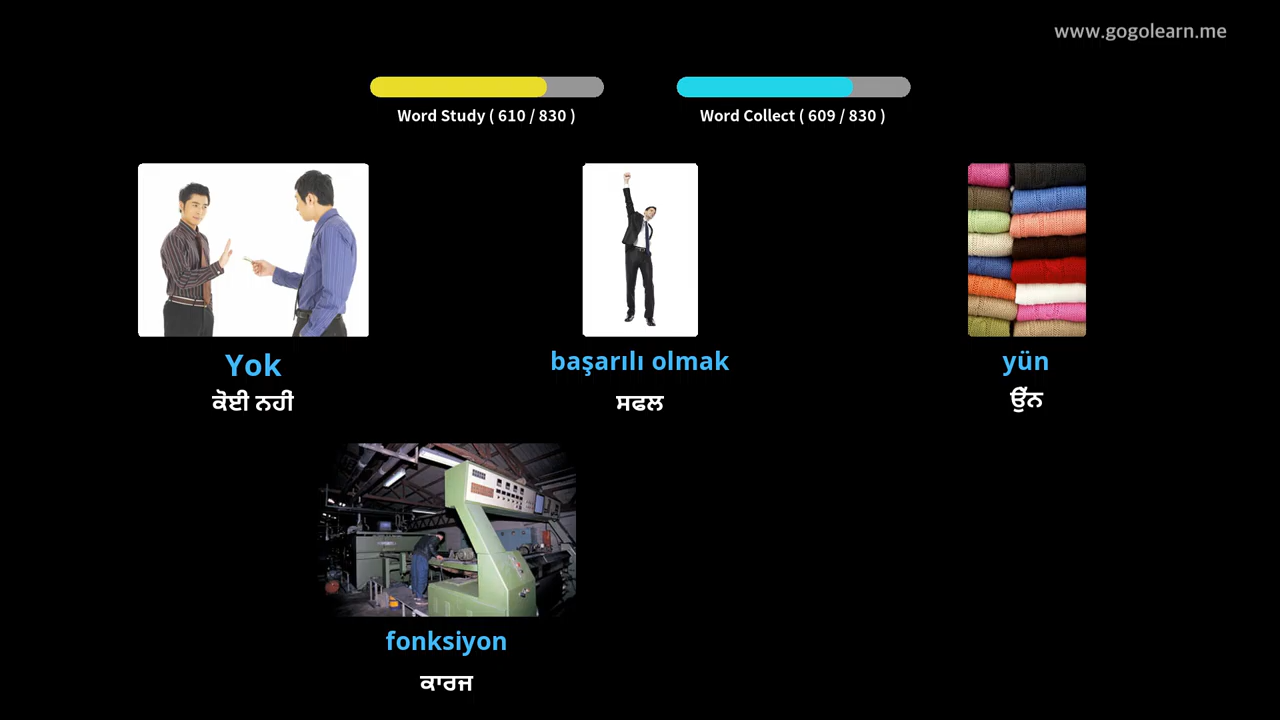 www.gogolearn.me
Word Study ( 610 / 830 )
Word Collect ( 609 / 830 )
Yok
ਕੋਈ ਨਹੀ
başarılı olmak
ਸਫਲ
yün
ਉੱਨ
fonksiyon
ਕਾਰਜ